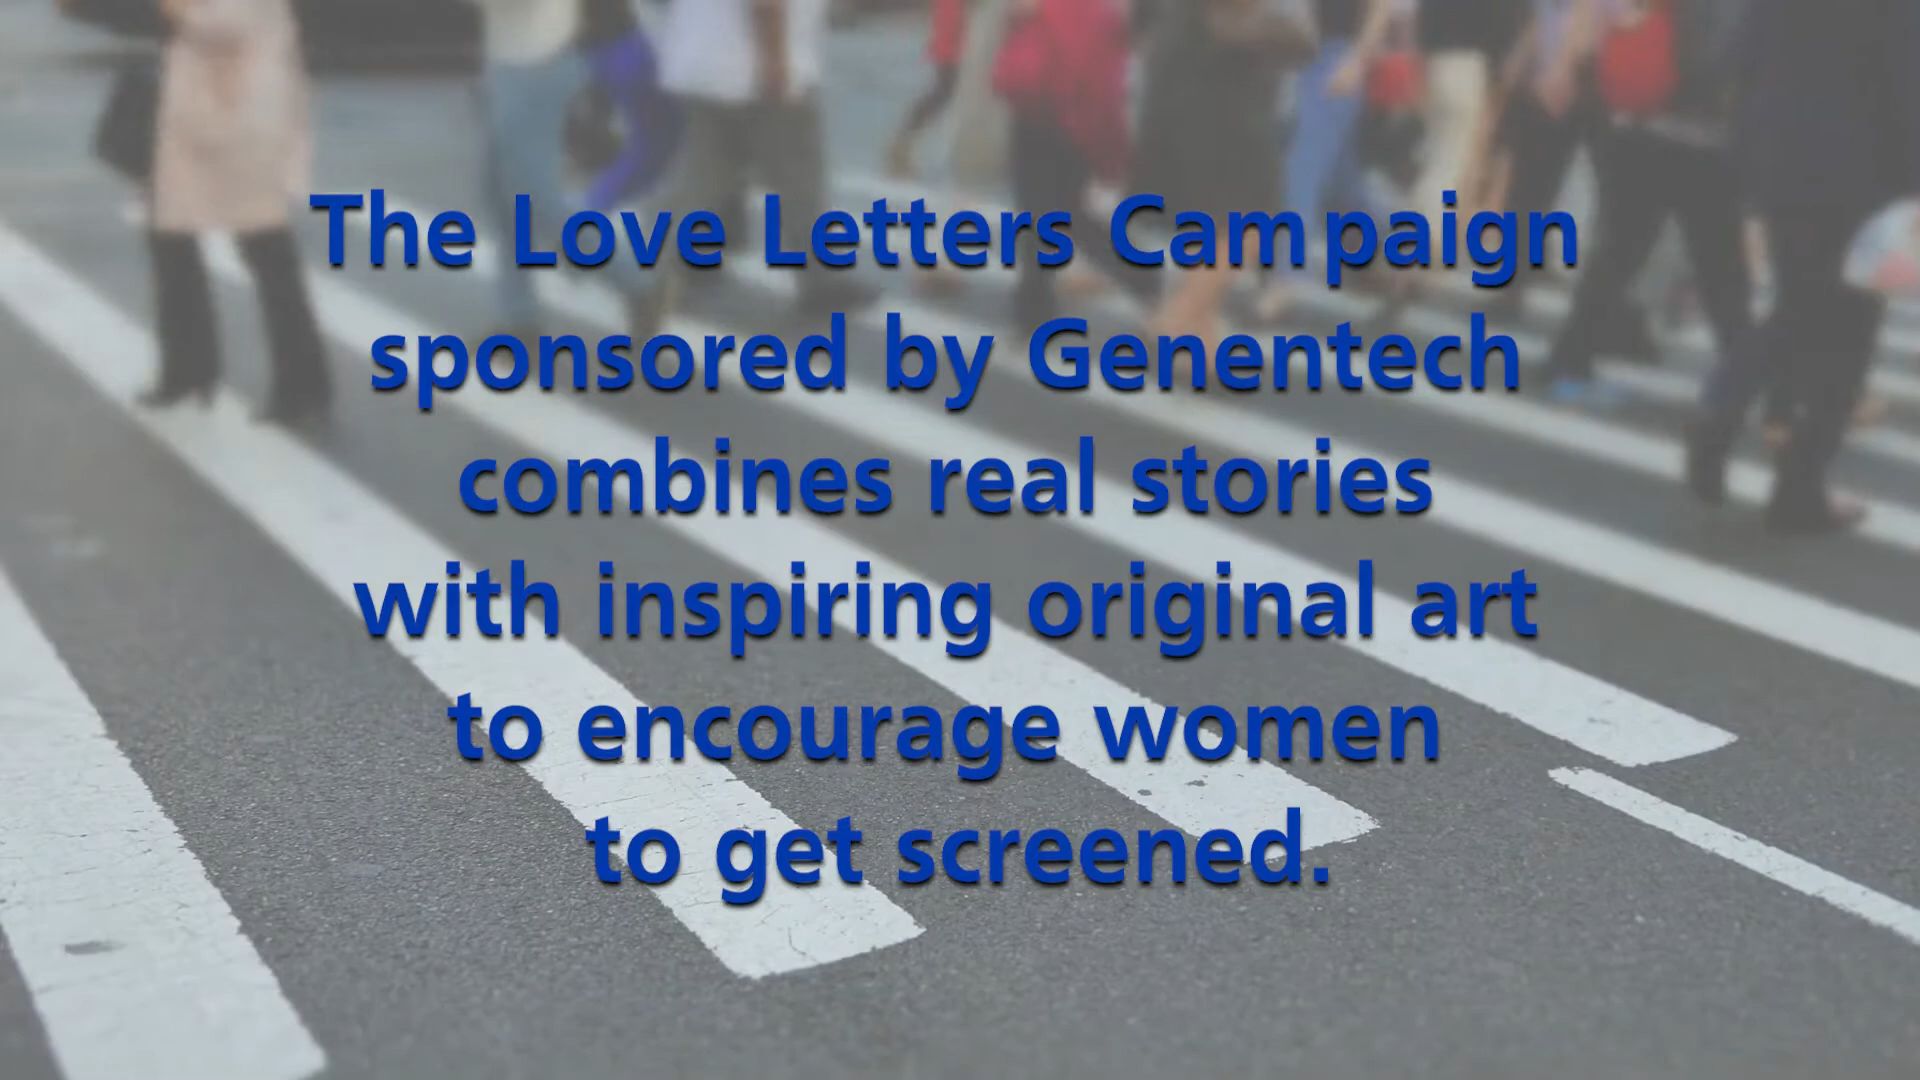 The Love Letters Campaign
sponsored by Genentech
combines real stories
with inspiring original art
to encourage women
to get screened.